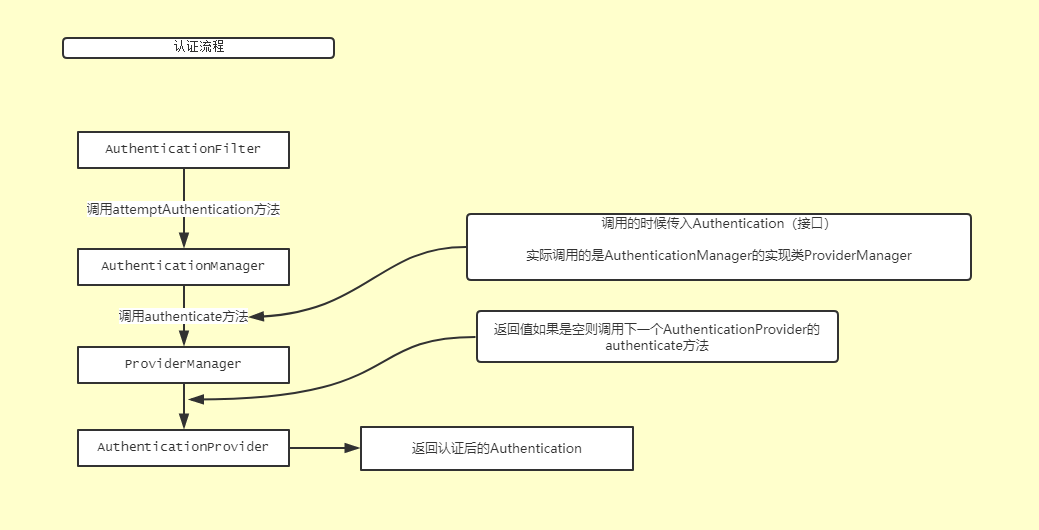 认证流程
AuthenticationFilter
调用attemptAuthentication方法
AuthenticationManager
调用的时候传入Authentication（接口）
实际调用的是AuthenticationManager的实现类ProviderManager
调用authenticate方法
返回值如果是空则调用下一个AuthenticationProvider的
authenticate方法
ProviderManager
AuthenticationProvider
返回认证后的Authentication